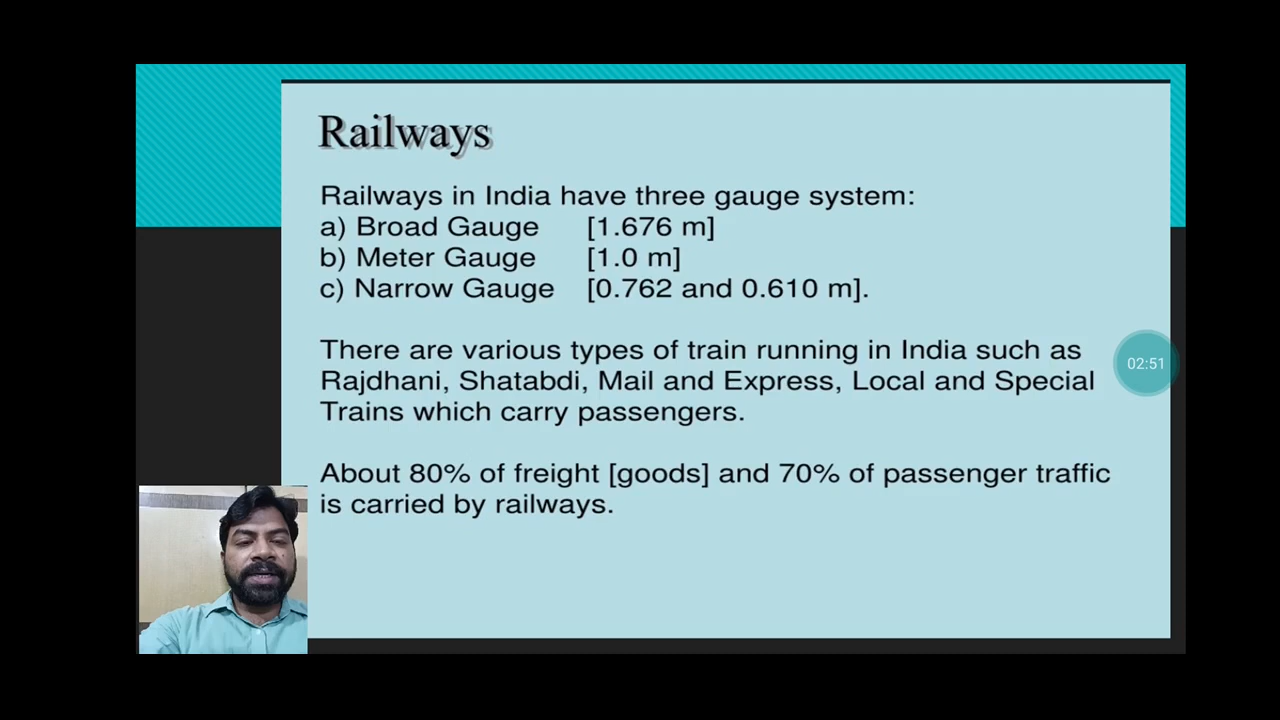 Railways
Railways in India have three gauge system:
a) Broad Gauge [1.676 m]
b) Meter Gauge [1.0 m]
c) Narrow Gauge [0.762 and 0.610 m].
There are various types of train running in India such as
Rajdhani, Shatabdi, Mail and Express, Local and Special
Trains which carry passengers.
About 80% of freight [goods] and 70% of passenger traffic
is carried by railways.
02:51